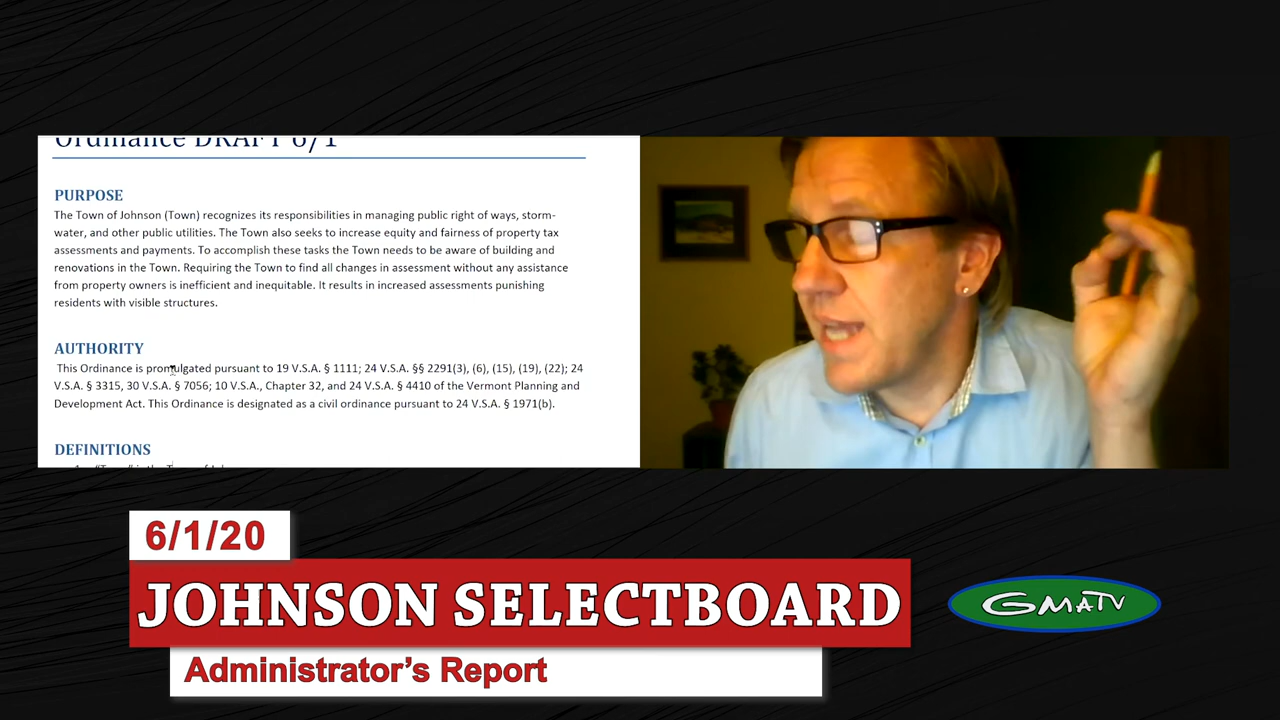 Ordinance DRAFT 6/1
PURPOSE
The Town of Johnson (Town) recognizes its responsibilities in managing public right of ways, storm-
water, and other public utilities. The Town also seeks to increase equity and fairness of property tax
assessments and payments. To accomplish these tasks the Town needs to be aware of building and
renovations in the Town. Requiring the Town to find all changes in assessment without any assistance
from property owners is inefficient and inequitable. It results in increased assessments punishing
residents with visible structures.
AUTHORITY
This Ordinance is promulgated pursuant to 19 V.S.A. § 1111; 24 V.S.A. §§ 2291(3), (6), (15), (19), (22); 24
V.S.A. § 3315, 30 V.S.A. § 7056; 10 V.S.A., Chapter 32, and 24 V.S.A. § 4410 of the Vermont Planning and
Development Act. This Ordinance is designated as a civil ordinance pursuant to 24 V.S.A. § 1971(b).
DEFINITIONS
6/1/20
JOHNSON SELECTBOARD
GMATV
Administrator's Report